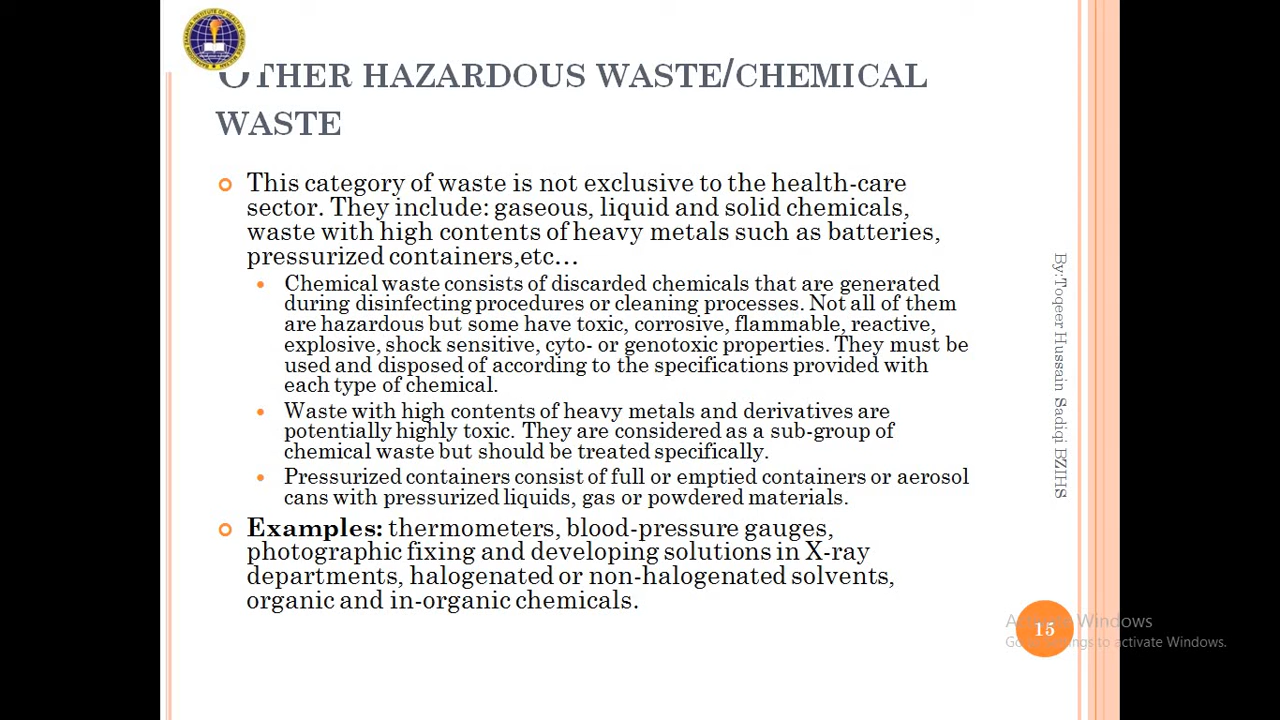 OTHER HAZARDOUS WASTE/CHEMICAL
WASTE
This category of waste is not exclusive to the health-care
sector. They include: gaseous, liquid and solid chemicals,
waste with high contents of heavy metals such as batteries,
pressurized containers,etc…
Chemical waste consists of discarded chemicals that are generated
during disinfecting procedures or cleaning processes. Not all of them
are hazardous but some have toxic, corrosive, flammable, reactive,
explosive, shock sensitive, cyto- or genotoxic properties. They must be
used and disposed of according to the specifications provided with
each type of chemical.
Waste with high contents of heavy metals and derivatives are
potentially highly toxic. They are considered as a sub-group of
chemical waste but should be treated specifically.
Pressurized containers consist of full or emptied containers or aerosol
cans with pressurized liquids, gas or powdered materials.
Examples: thermometers, blood-pressure gauges,
photographic fixing and developing solutions in X-ray
departments, halogenated or non-halogenated solvents,
organic and in-organic chemicals.
By:Toqeer Hussain Sadiqi BZIHS
15
Windows
to activate Windows.